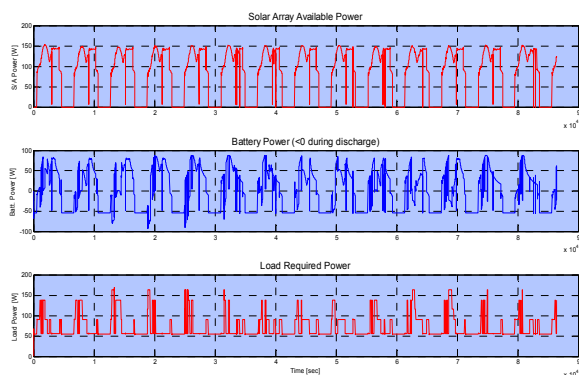 Solar Array Available Power
S/A Power [W]
200
150
100
50
0
0 1 2 3 4 5 6 7 8 9
x 10⁴
Battery Power (<0 during discharge)
Batt. Power [W]
100
50
0
-50
-100
0 1 2 3 4 5 6 7 8 9
x 10⁴
Load Required Power
Load Power [W]
200
150
100
50
0
0 1 2 3 4 5 6 7 8 9
Time [sec]
x 10⁴